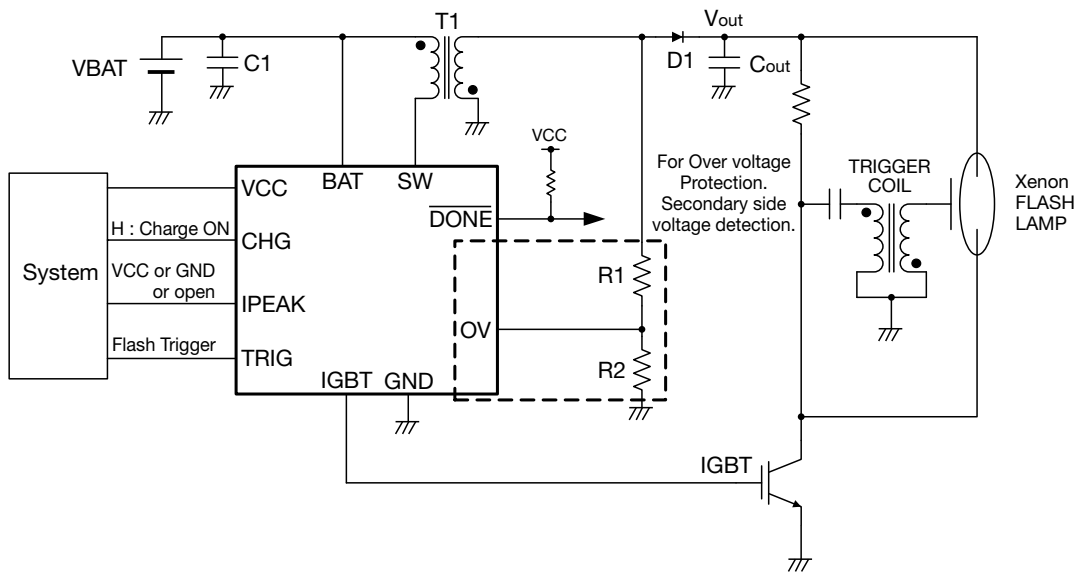 T1
Vout
VBAT
C1
D1
Cout
VCC
For Over voltage
Protection.
Secondary side
voltage detection.
TRIGGER
COIL
Xenon
FLASH
LAMP
BAT
SW
VCC
DONE
H : Charge ON
CHG
System
VCC or GND
or open
IPEAK
R1
OV
Flash Trigger
TRIG
R2
IGBT
GND
IGBT